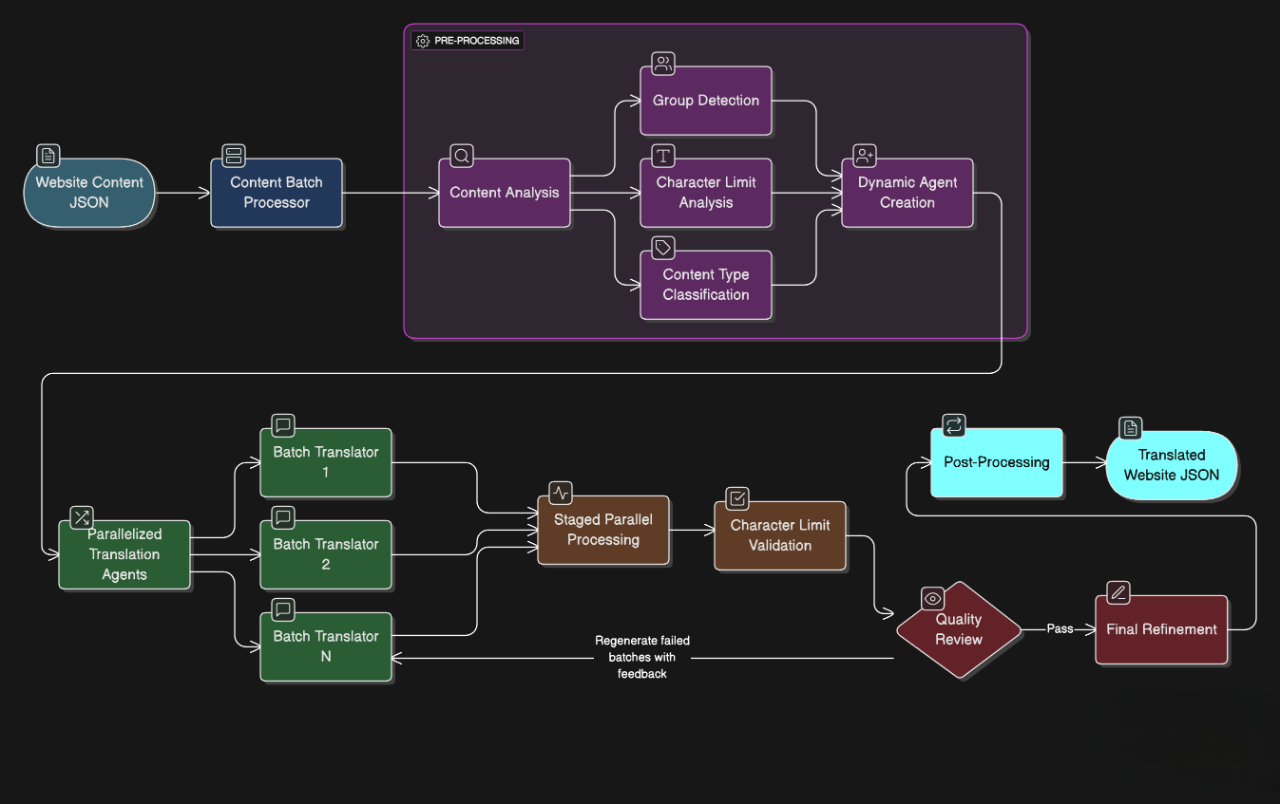 PRE-PROCESSING
Group Detection
Website Content
JSON
Content Batch
Processor
Content Analysis
Character Limit
Analysis
Dynamic Agent
Creation
Content Type
Classification
Batch Translator
1
Parallelized
Translation
Agents
Batch Translator
2
Batch Translator
N
Staged Parallel
Processing
Character Limit
Validation
Quality
Review
Regenerate failed
batches with
feedback
Pass
Final Refinement
Post-Processing
Translated
Website JSON